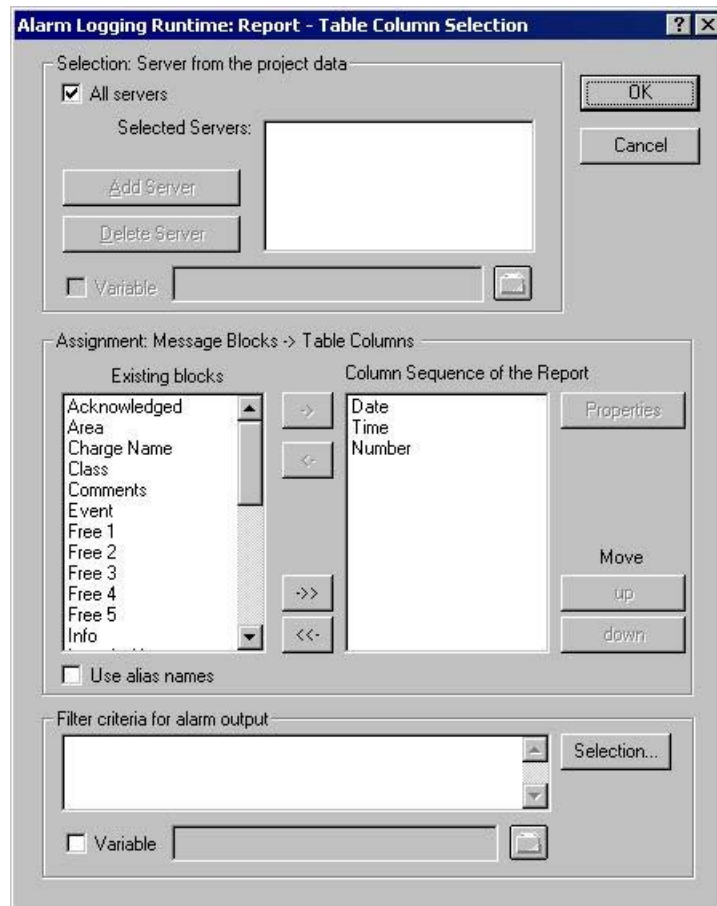 Alarm Logging Runtime: Report - Table Column Selection
Selection: Server from the project data
All servers
OK
Selected Servers:
Cancel
Add Server
Delete Server
Variable
Assignment: Message Blocks -> Table Columns
Existing blocks
Column Sequence of the Report
Acknowledged
Area
Charge Name
Class
Comments
Event
Free 1
Free 2
Free 3
Free 4
Free 5
Info
->
<-
->>
<<-
Date
Time
Number
Properties
Move
up
down
Use alias names
Filter criteria for alarm output
Selection...
Variable